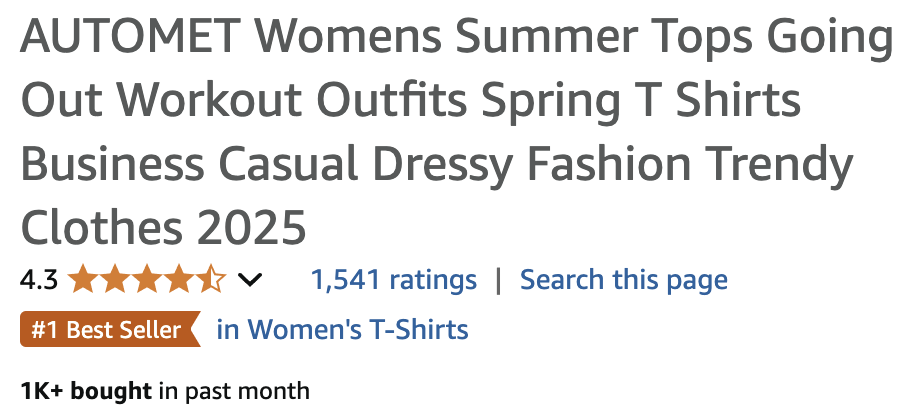 AUTOMET Womens Summer Tops Going
Out Workout Outfits Spring T Shirts
Business Casual Dressy Fashion Trendy
Clothes 2025
4.3 1,541 ratings | Search this page
#1 Best Seller in Women's T-Shirts
1K+ bought in past month